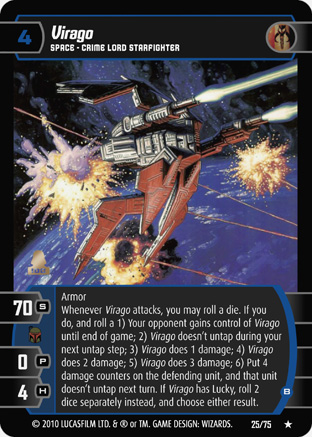 4
Virago
SPACE - CRIME LORD STARFIGHTER
70 S
0 P
4 H
Armor
Whenever Virago attacks, you may roll a die. If you
do, and roll a 1) Your opponent gains control of Virago
until end of game; 2) Virago doesn't untap during your
next untap step; 3) Virago does 1 damage; 4) Virago
does 2 damage; 5) Virago does 3 damage; 6) Put 4
damage counters on the defending unit, and that unit
doesn't untap next turn. If Virago has Lucky, roll 2
dice separately instead, and choose either result.
B
© 2010 LUCASFILM LTD. & ® or TM. GAME DESIGN: WIZARDS. 25/75 ★